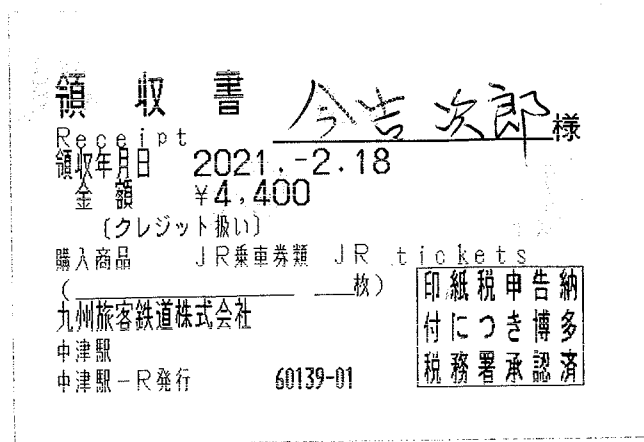 領収書
今吉次郎様
Receipt
領収年月日 2021.-2.18
金額 ¥4,400
(クレジット扱い)
購入商品 JR乗車券類 JR tickets
( 枚)
九州旅客鉄道株式会社
中津駅
中津駅-R発行 60139-01
印紙税申告納
付につき博多
税務署承認済